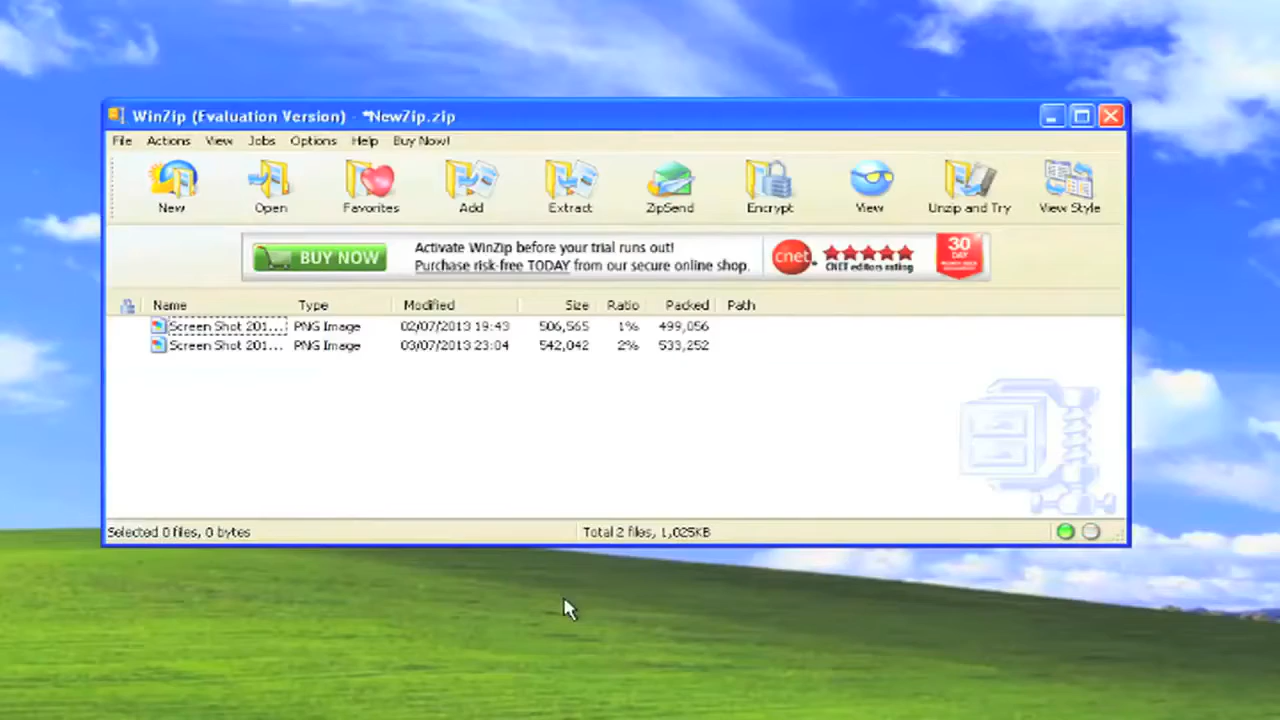 WinZip (Evaluation Version) - *NewZip.zip
File Actions View Jobs Options Help Buy Now!
New Open Favorites Add Extract ZipSend Encrypt View Unzip and Try View Style
BUY NOW
Activate WinZip before your trial runs out!
Purchase risk-free TODAY from our secure online shop.
cnet
CNET editors rating
30
DAY
Name Type Modified Size Ratio Packed Path
Screen Shot 201... PNG Image 02/07/2013 19:43 506,565 1% 499,056
Screen Shot 201... PNG Image 03/07/2013 23:04 542,042 2% 533,252
Selected 0 files, 0 bytes Total 2 files, 1,025KB